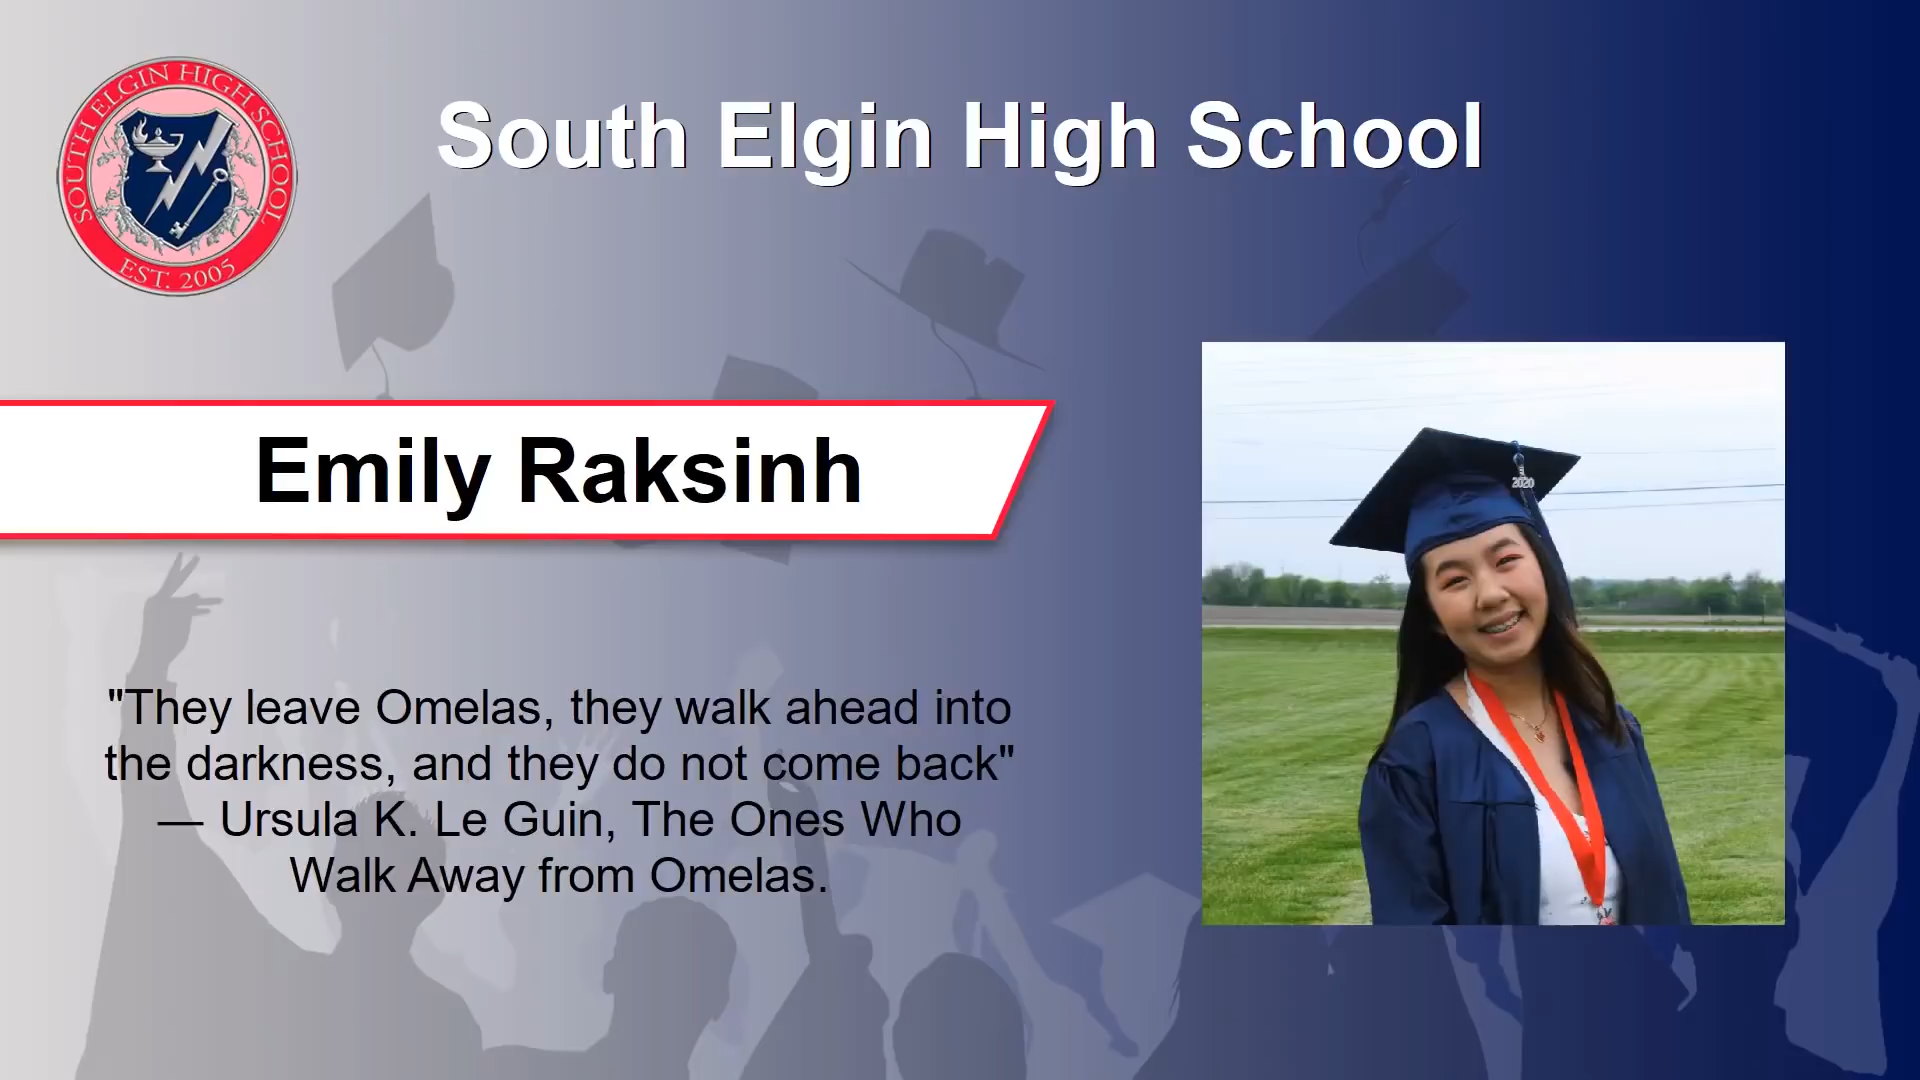 SOUTH ELGIN HIGH SCHOOL
EST. 2005
South Elgin High School
Emily Raksinh
2020
"They leave Omelas, they walk ahead into
the darkness, and they do not come back"
— Ursula K. Le Guin, The Ones Who
Walk Away from Omelas.